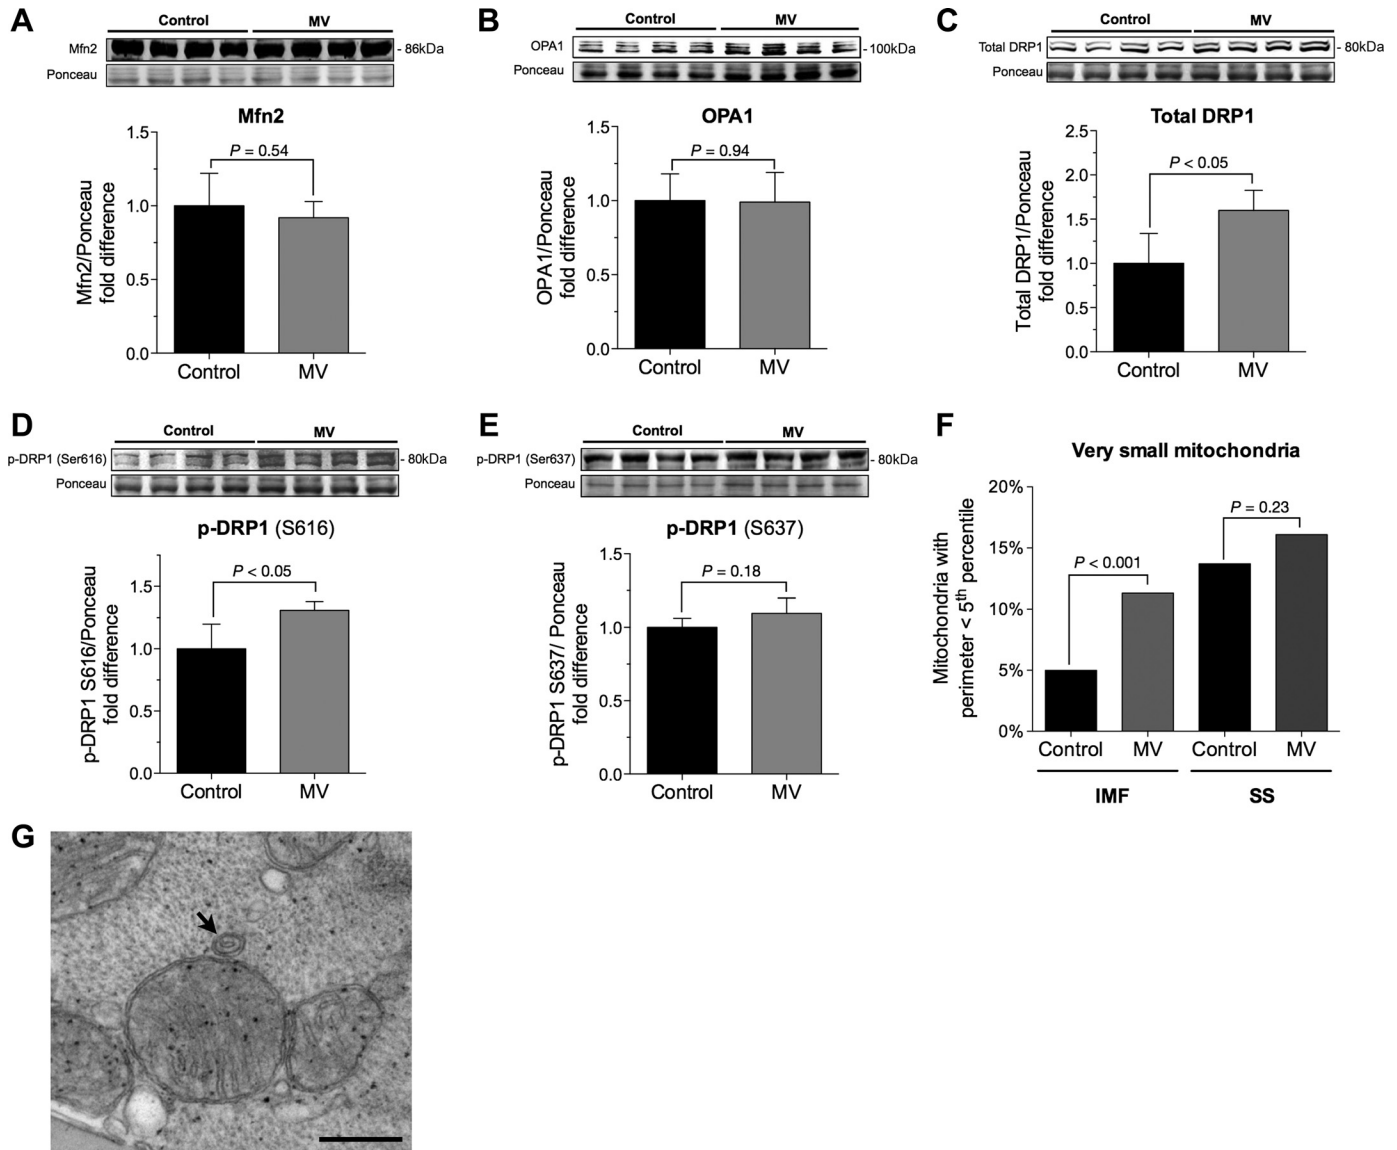 A
Control MV
Mfn2 - 86kDa
Ponceau
Mfn2
P = 0.54
Mfn2/Ponceau
fold difference
1.5
1.0
0.5
0.0
Control MV
B
Control MV
OPA1 - 100kDa
Ponceau
OPA1
P = 0.94
OPA1/Ponceau
fold difference
1.5
1.0
0.5
0.0
Control MV
C
Control MV
Total DRP1 - 80kDa
Ponceau
Total DRP1
P < 0.05
Total DRP1/Ponceau
fold difference
2.5
2.0
1.5
1.0
0.5
0.0
Control MV
D
Control MV
p-DRP1 (Ser616) - 80kDa
Ponceau
p-DRP1 (S616)
P < 0.05
p-DRP1 S616/Ponceau
fold difference
1.5
1.0
0.5
0.0
Control MV
E
Control MV
p-DRP1 (Ser637) - 80kDa
Ponceau
p-DRP1 (S637)
P = 0.18
p-DRP1 S637/ Ponceau
fold difference
1.5
1.0
0.5
0.0
Control MV
F
Very small mitochondria
P = 0.23
P < 0.001
Mitochondria with
perimeter < 5th percentile
20%
15%
10%
5%
0%
Control MV Control MV
IMF SS
G